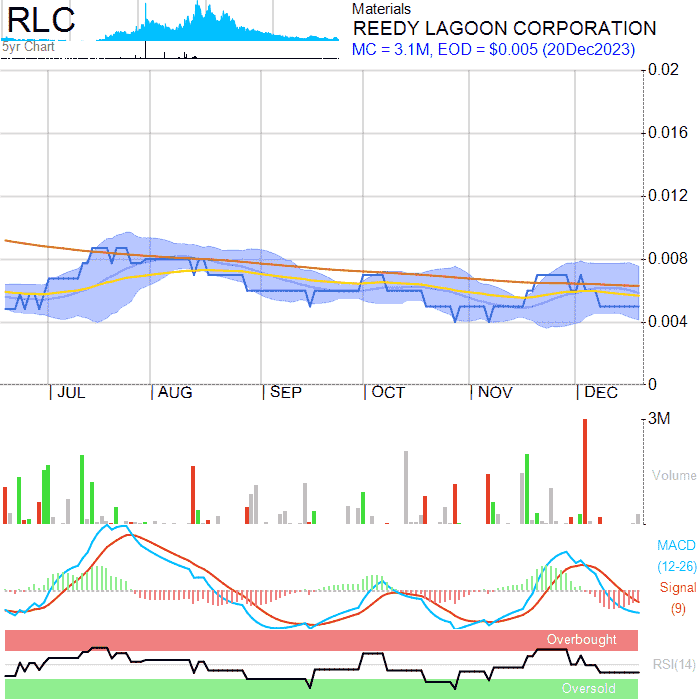 RLC
5yr Chart
Materials
REEDY LAGOON CORPORATION
MC = 3.1M, EOD = $0.005 (20Dec2023)
0.02
0.016
0.012
0.008
0.004
0
JUL AUG SEP OCT NOV DEC
3M
Volume
MACD
(12-26)
Signal
(9)
Overbought
RSI(14)
Oversold